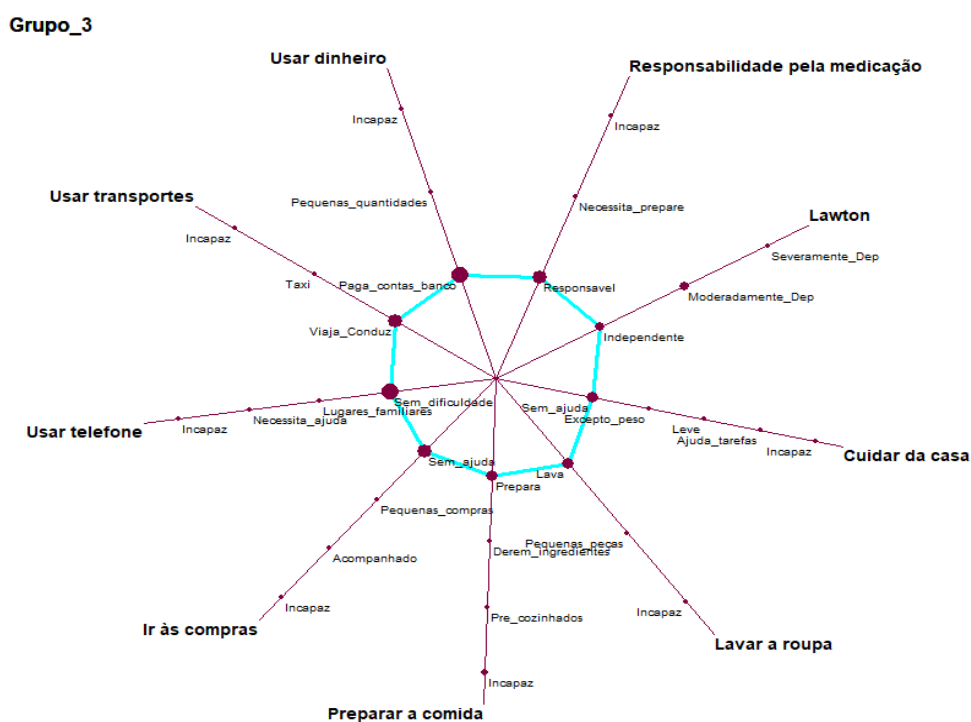 Grupo_3
Usar dinheiro
Responsabilidade pela medicação
Incapaz
Incapaz
Usar transportes
Pequenas_quantidades
Necessita_prepare
Lawton
Incapaz
Severamente_Dep
Taxi
Paga_contas_banco
Responsavel
Moderadamente_Dep
Viaja_Conduz
Independente
Sem_dificuldade
Lugares_familiares
Necessita_ajuda
Incapaz
Usar telefone
Sem_ajuda
Excepto_peso
Leve
Ajuda_tarefas
Incapaz
Cuidar da casa
Sem_ajuda
Prepara
Lava
Pequenas_compras
Pequenas_peças
Derem_ingredientes
Acompanhado
Incapaz
Pre_cozinhados
Incapaz
Ir às compras
Lavar a roupa
Incapaz
Preparar a comida